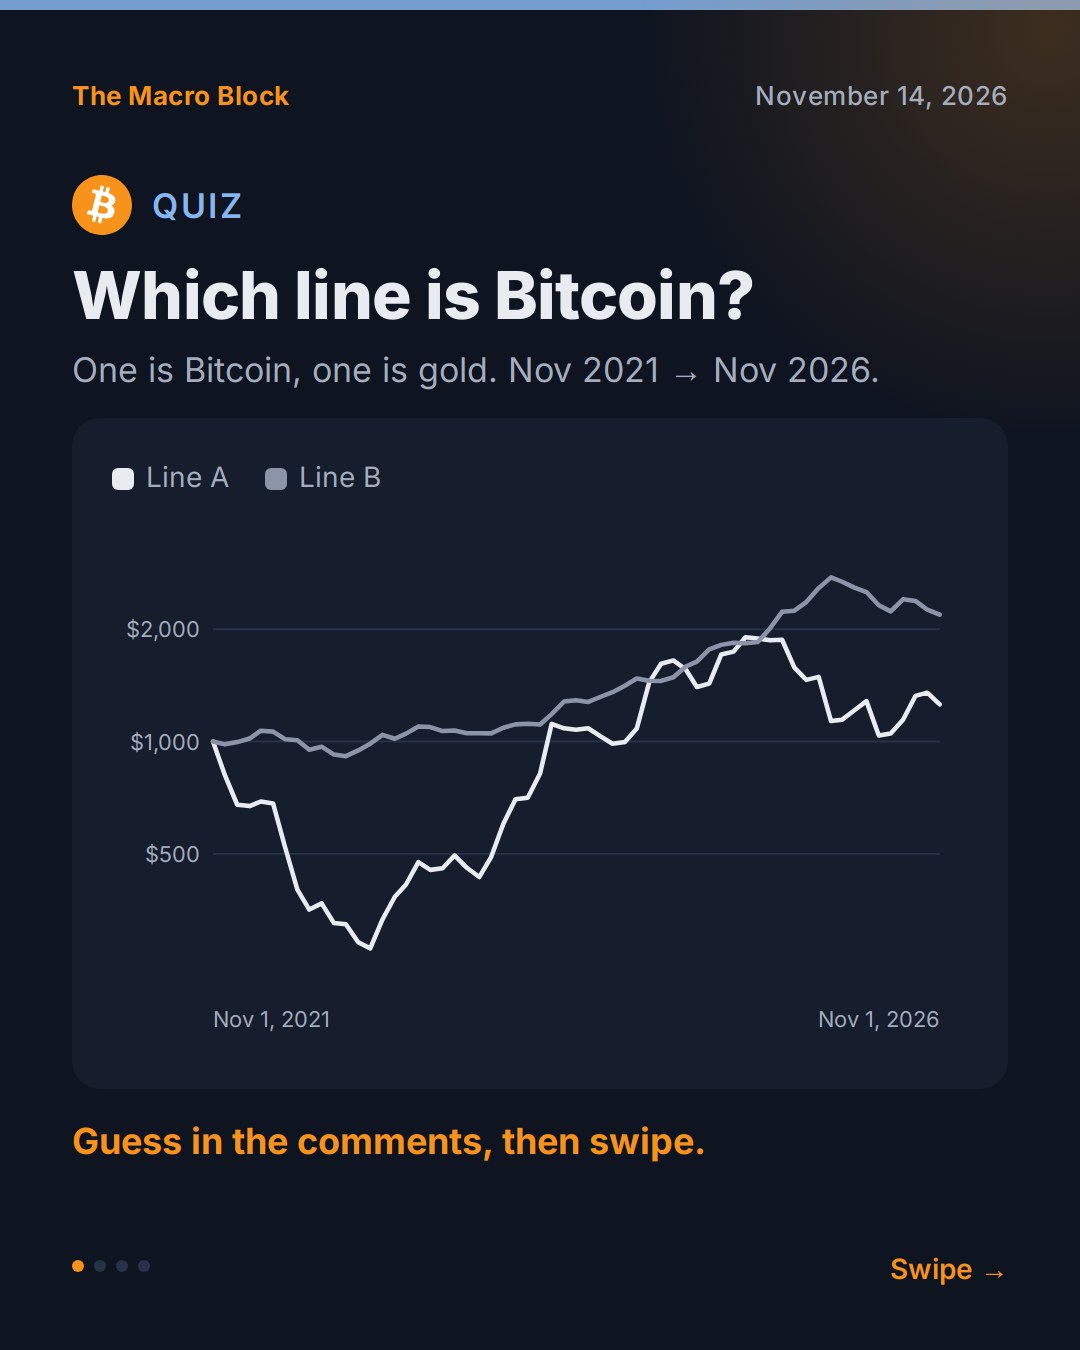 The Macro Block
November 14, 2026
QUIZ
Which line is Bitcoin?
One is Bitcoin, one is gold. Nov 2021 → Nov 2026.
Line A
Line B
$2,000
$1,000
$500
Nov 1, 2021
Nov 1, 2026
Guess in the comments, then swipe.
Swipe →